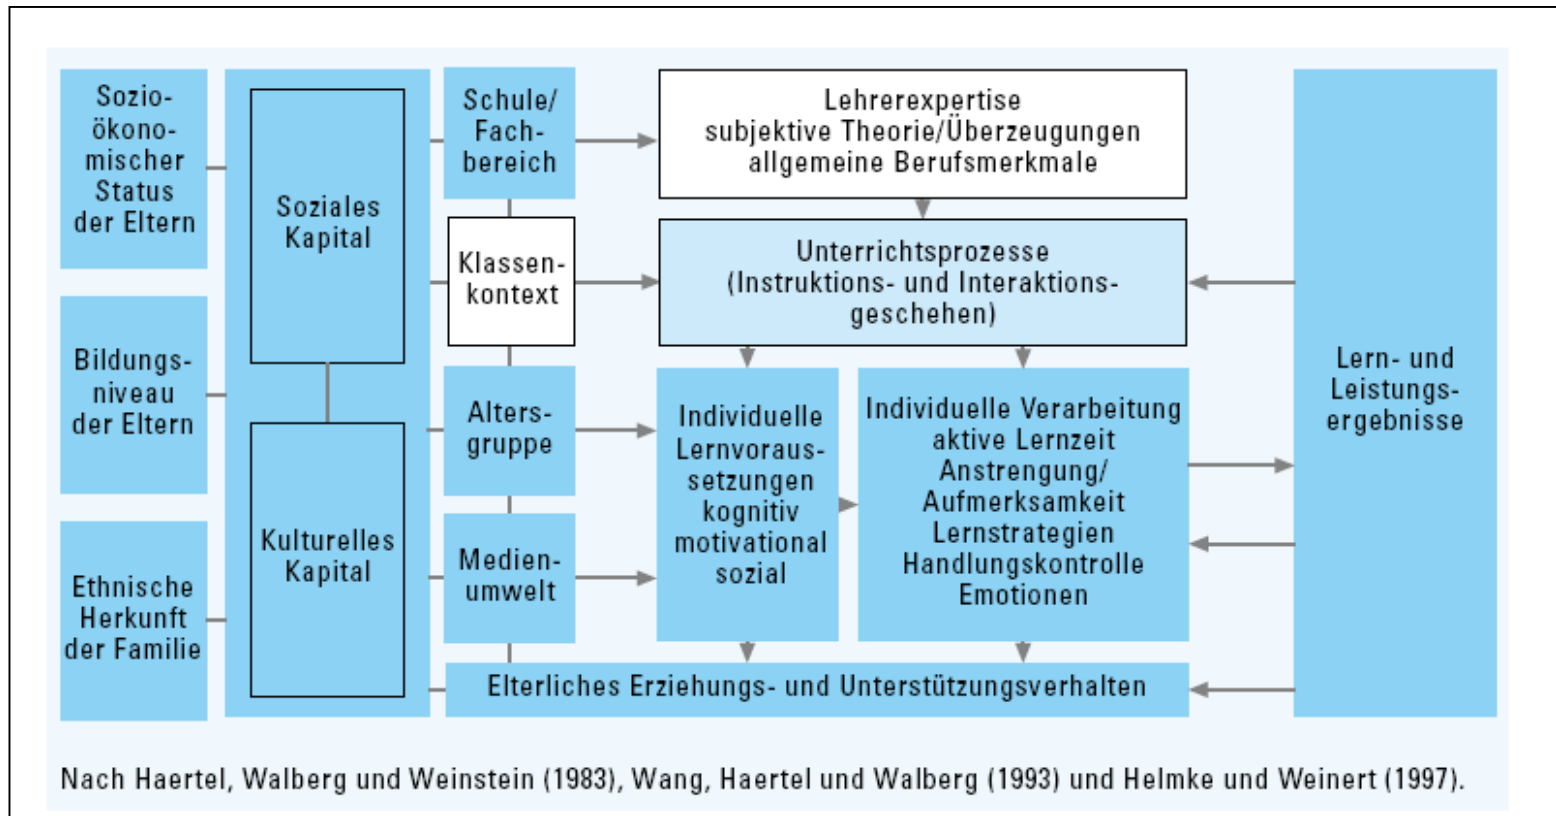 Sozio-
ökono-
mischer
Status
der Eltern
Bildungs-
niveau
der Eltern
Ethnische
Herkunft
der Familie
Soziales
Kapital
Kulturelles
Kapital
Schule/
Fach-
bereich
Klassen-
kontext
Alters-
gruppe
Medien-
umwelt
Lehrerexpertise
subjektive Theorie/Überzeugungen
allgemeine Berufsmerkmale
Unterrichtsprozesse
(Instruktions- und Interaktions-
geschehen)
Individuelle
Lernvoraus-
setzungen
kognitiv
motivational
sozial
Individuelle Verarbeitung
aktive Lernzeit
Anstrengung/
Aufmerksamkeit
Lernstrategien
Handlungskontrolle
Emotionen
Elterliches Erziehungs- und Unterstützungsverhalten
Lern- und
Leistungs-
ergebnisse
Nach Haertel, Walberg und Weinstein (1983), Wang, Haertel und Walberg (1993) und Helmke und Weinert (1997).